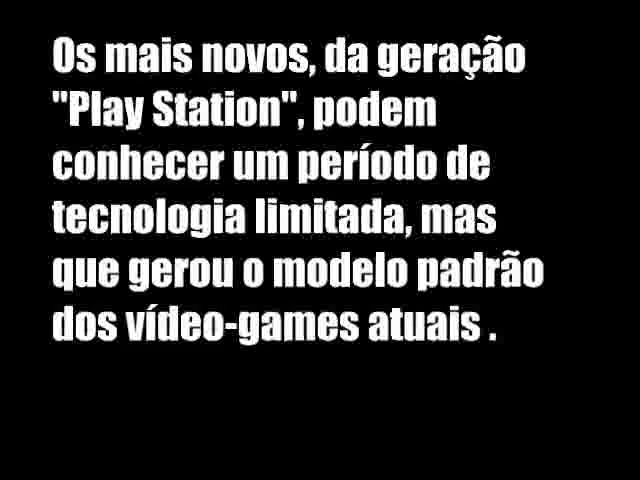 Os mais novos, da geração
"Play Station", podem
conhecer um período de
tecnologia limitada, mas
que gerou o modelo padrão
dos vídeo-games atuais .